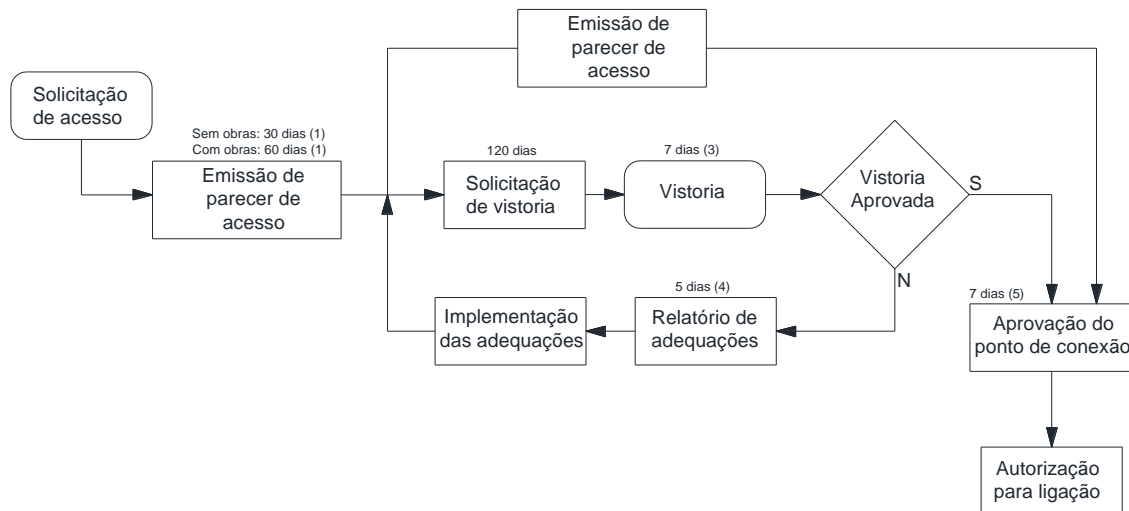 Emissão de
parecer de
acesso
Solicitação
de acesso
Sem obras: 30 dias (1)
Com obras: 60 dias (1)
Emissão de
parecer de
acesso
120 dias
Solicitação
de vistoria
7 dias (3)
Vistoria
Vistoria
Aprovada
S
N
5 dias (4)
Relatório de
adequações
Implementação
das adequações
7 dias (5)
Aprovação do
ponto de conexão
Autorização
para ligação